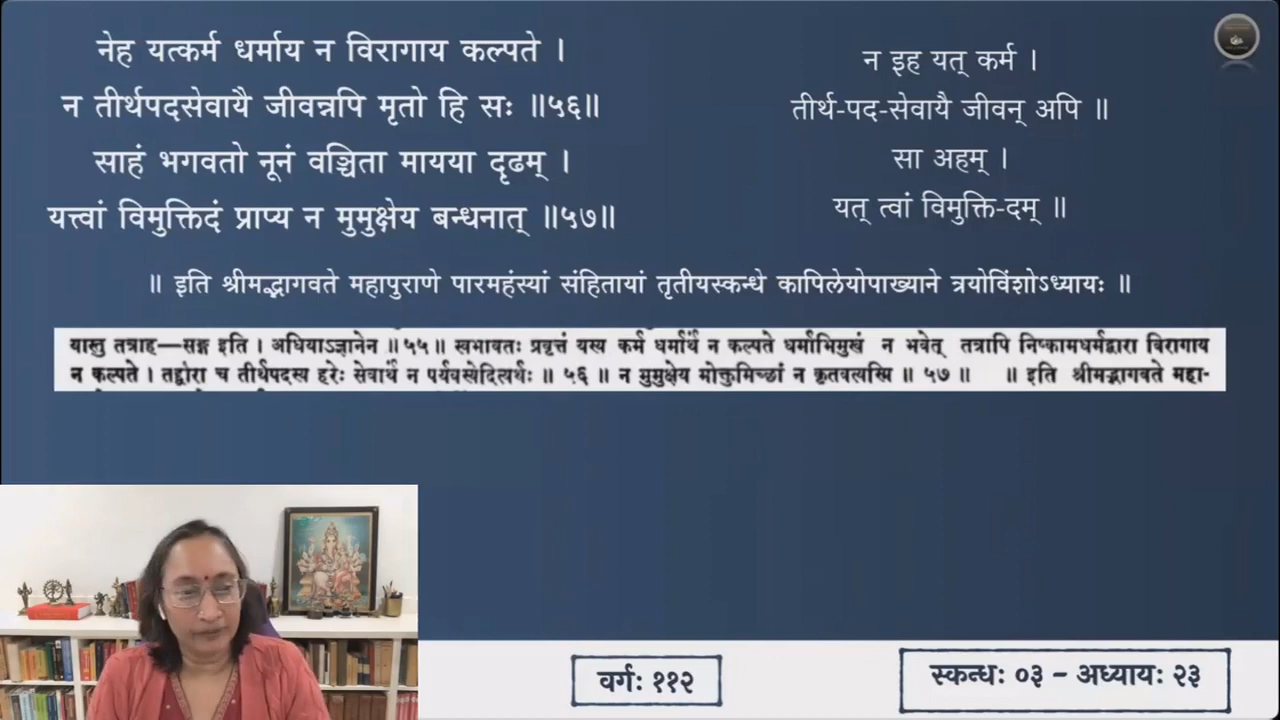 नेह यत्कर्म धर्माय न विरागाय कल्पते ।
न तीर्थपदसेवायै जीवन्नपि मृतो हि सः ॥५६॥
साहं भगवतो नूनं वञ्चिता मायया दृढम् ।
यत्त्वां विमुक्तिदं प्राप्य न मुमुक्षेय बन्धनात् ॥५७॥
न इह यत् कर्म ।
तीर्थ-पद-सेवायै जीवन् अपि ॥
सा अहम् ।
यत् त्वां विमुक्ति-दम् ॥
॥ इति श्रीमद्भागवते महापुराणे पारमहंस्यां संहितायां तृतीयस्कन्धे कापिलेयोपाख्याने त्रयोविंशोऽध्यायः ॥
यास्तु तत्राह—सङ्ग इति । अधियाऽज्ञानेन ॥ ५५ ॥ स्वभावतः प्रवृत्तं यस्य कर्म धर्मार्थं न कल्पते धर्माभिमुखं न भवेत् तत्रापि निष्कामधर्मद्वारा विरागाय
न कल्पते । तद्द्वारा च तीर्थपदस्य हरेः सेवार्थं न पर्यवस्येदित्यर्थः ॥ ५६ ॥ न मुमुक्षेय मोक्तुमिच्छां न कृतवत्यस्मि ॥ ५७ ॥ ॥ इति श्रीमद्भागवते महा-
वर्गः ११२
स्कन्धः ०३ – अध्यायः २३